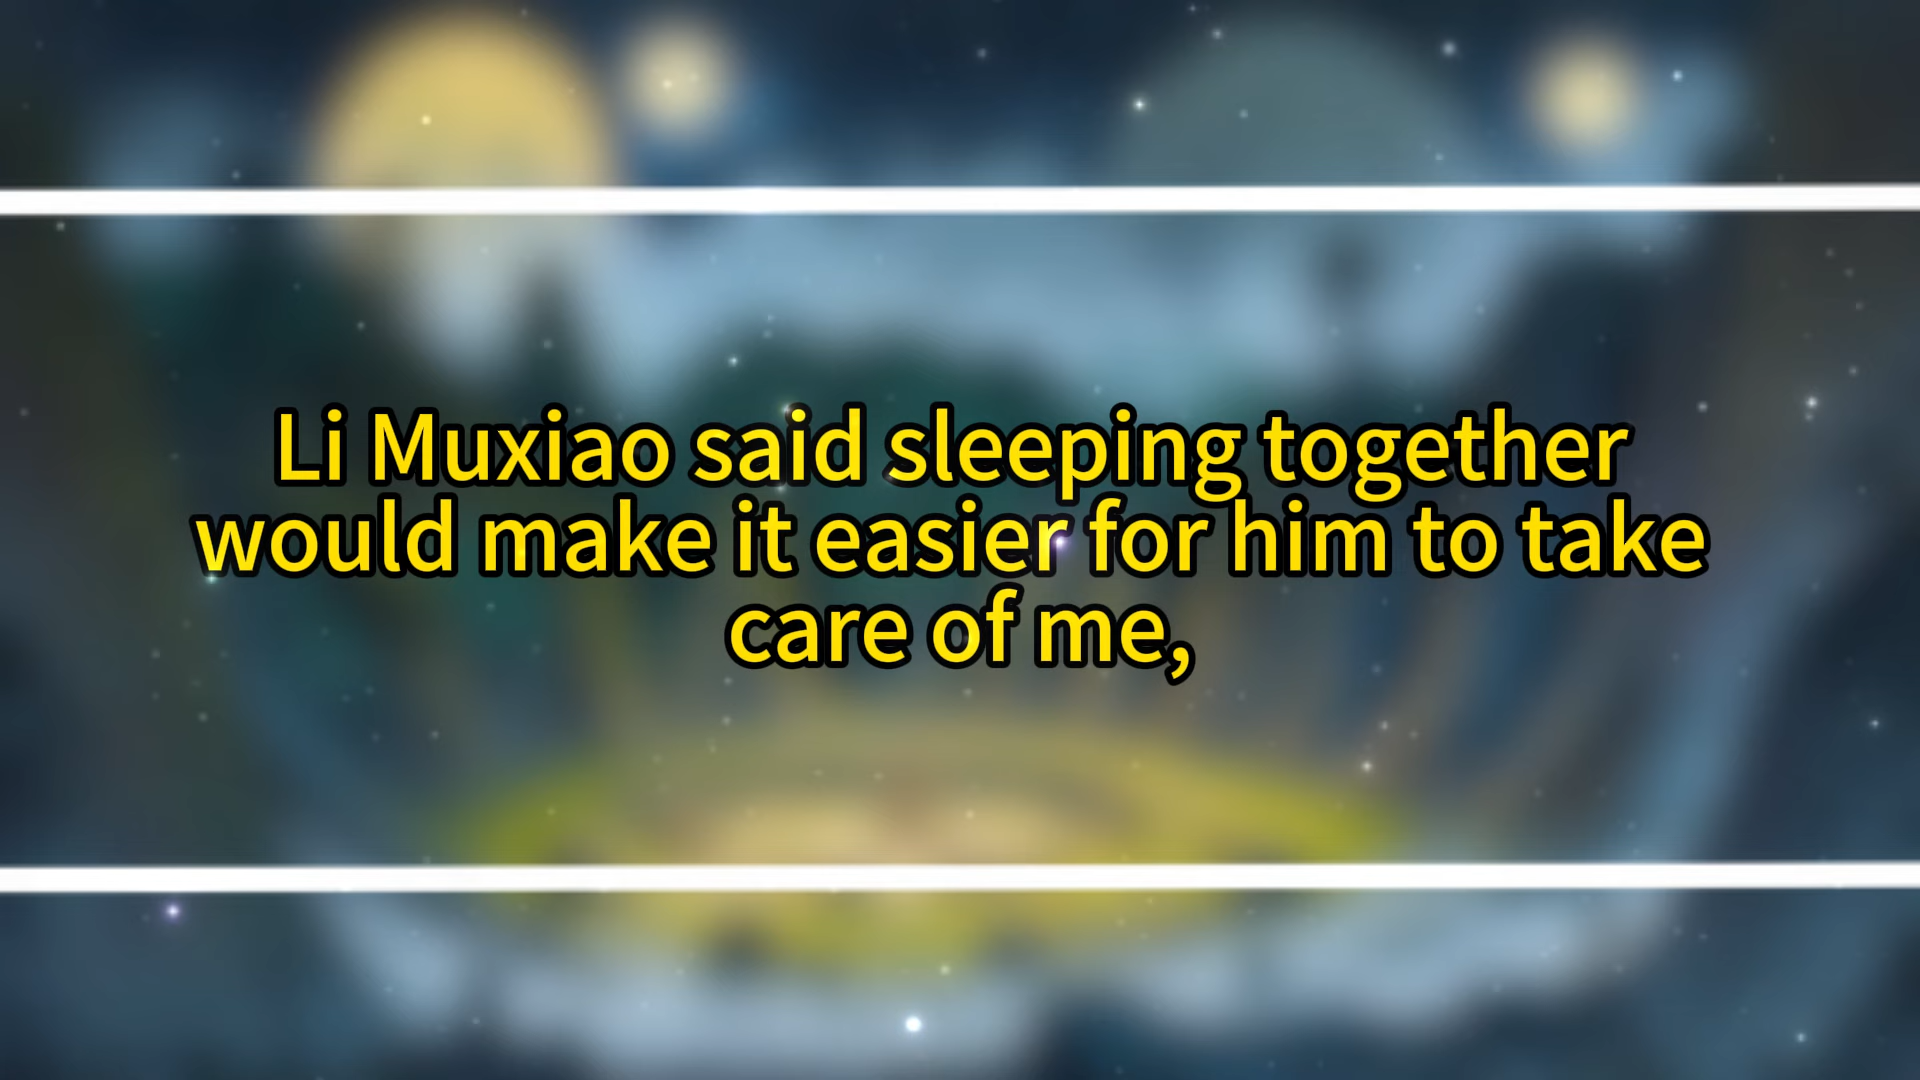 Li Muxiao said sleeping together
would make it easier for him to take
care of me,